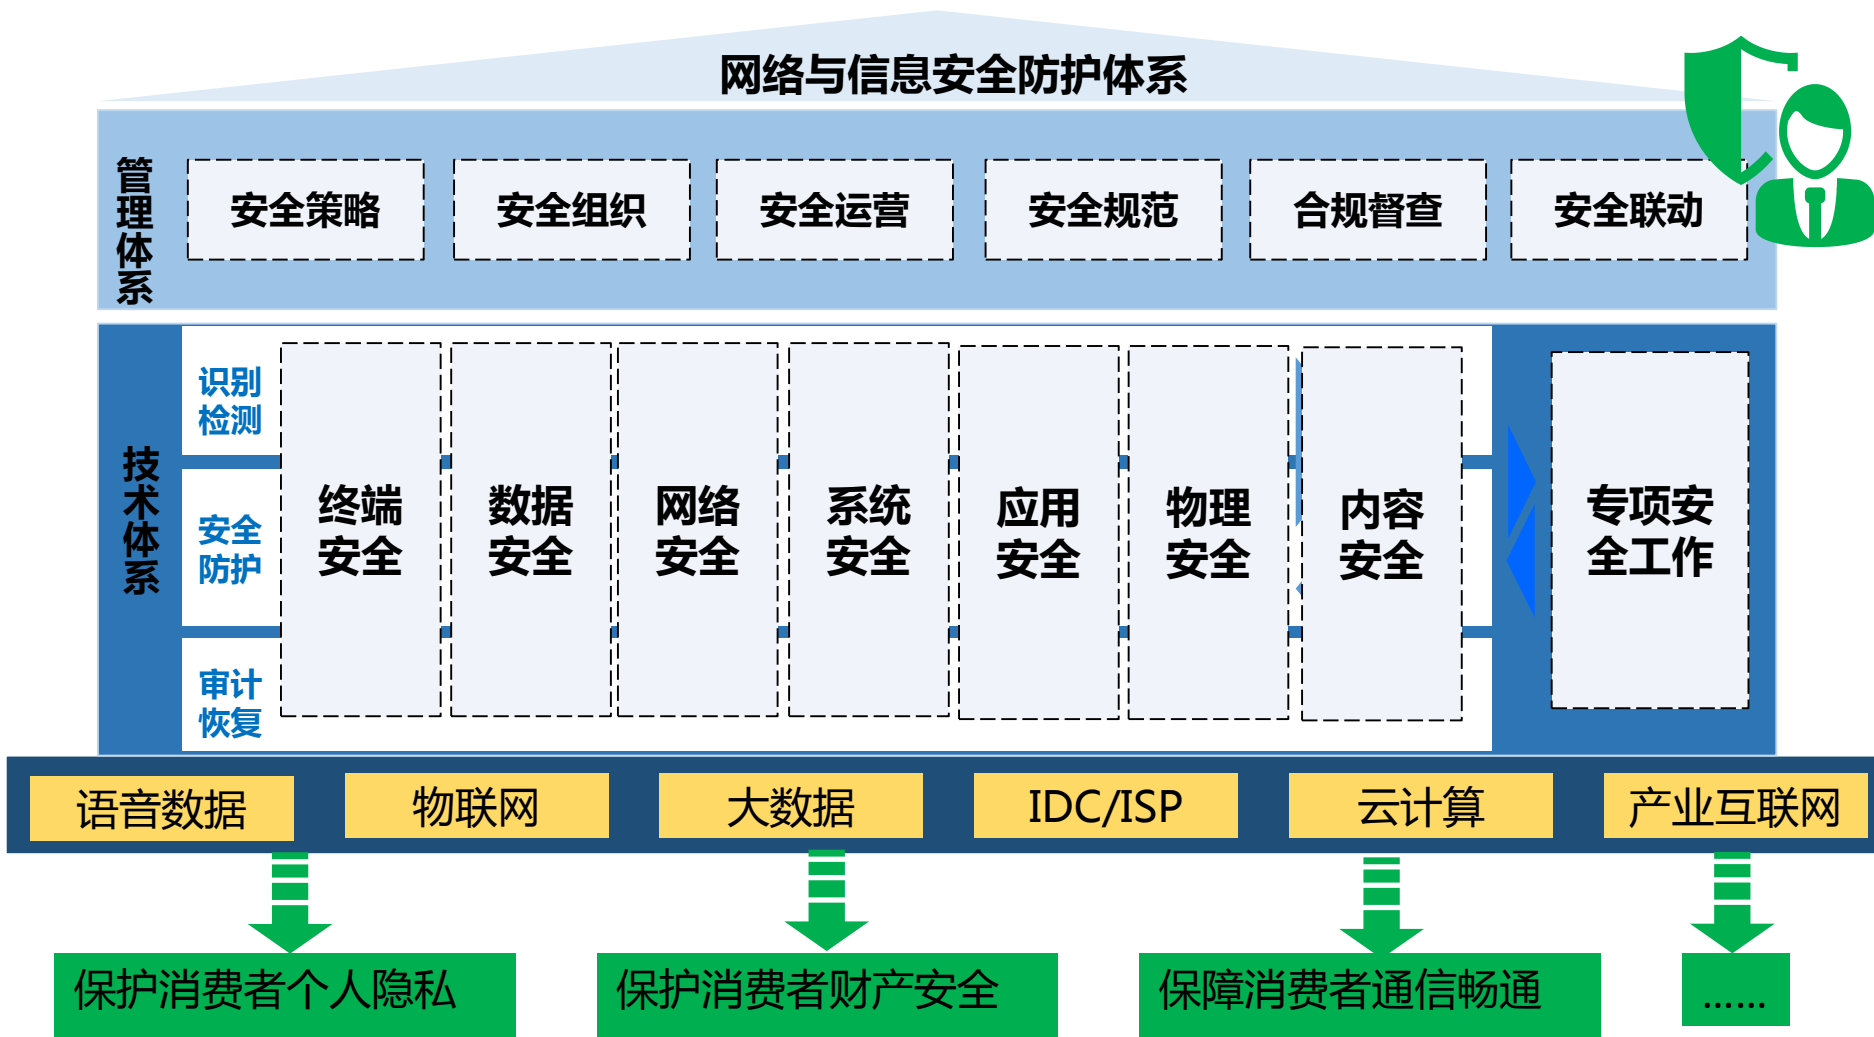 网络与信息安全防护体系
管理体系
安全策略
安全组织
安全运营
安全规范
合规督查
安全联动
技术体系
识别
检测
安全
防护
审计
恢复
终端
安全
数据
安全
网络
安全
系统
安全
应用
安全
物理
安全
内容
安全
专项安
全工作
语音数据
物联网
大数据
IDC/ISP
云计算
产业互联网
保护消费者个人隐私
保护消费者财产安全
保障消费者通信畅通
……